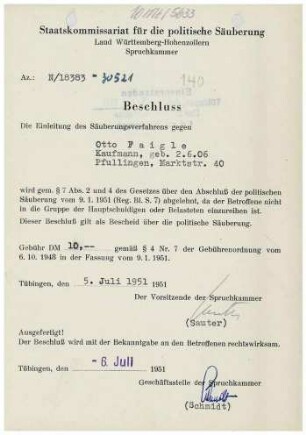 Staatskommissariat für die politische Säuberung
Land Württemberg-Hohenzollern
Spruchkammer
Az.: N/18383 -30521
Beschluss
Die Einleitung des Säuberungsverfahrens gegen
Otto Faigle
Kaufmann, geb. 2.6.06
Pfullingen, Marktstr. 40
wird gem. § 7 Abs. 2 und 4 des Gesetzes über den Abschluß der politischen
Säuberung vom 9. 1. 1951 (Reg. Bl. S. 7) abgelehnt, da der Betroffene nicht
in die Gruppe der Hauptschuldigen oder Belasteten einzureihen ist.
Dieser Beschluß gilt als Bescheid über die politische Säuberung.
Gebühr DM 10,-- gemäß § 4 Nr. 7 der Gebührenordnung vom
6. 10. 1948 in der Fassung vom 9. 1. 1951.
Tübingen, den 5. Juli 1951 1951
Der Vorsitzende der Spruchkammer
(Sauter)
Ausgefertigt!
Der Beschluß wird mit der Bekanntgabe an den Betroffenen rechtswirksam.
Tübingen, den - 6. Juli 1951
Geschäftsstelle der Spruchkammer
(Schmidt)